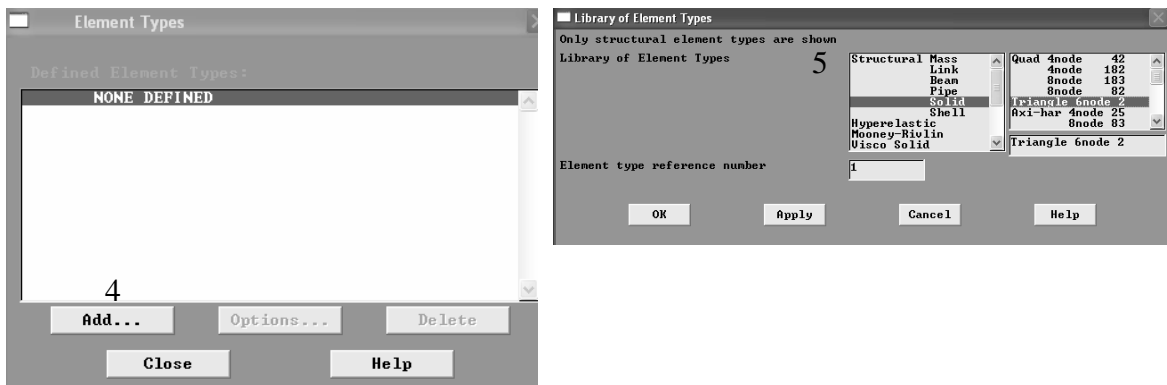 Element Types
Defined Element Types:
NONE DEFINED
4
Add...
Options...
Delete
Close
Help
Library of Element Types
Only structural element types are shown
Library of Element Types
5
Structural Mass
Link
Beam
Pipe
Solid
Shell
Hyperelastic
Mooney-Rivlin
Visco Solid
Quad 4node 42
4node 182
8node 183
8node 82
Triangle 6node 2
Axi-har 4node 25
8node 83
Triangle 6node 2
Element type reference number
1
OK
Apply
Cancel
Help